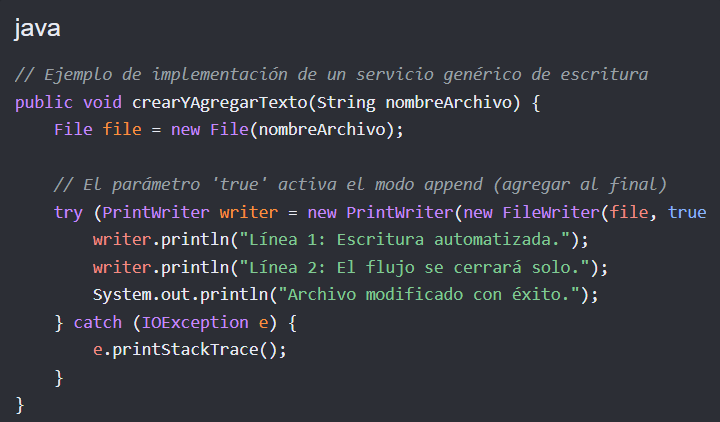 java
// Ejemplo de implementación de un servicio genérico de escritura
public void crearYAgregarTexto(String nombreArchivo) {
    File file = new File(nombreArchivo);
    // El parámetro 'true' activa el modo append (agregar al final)
    try (PrintWriter writer = new PrintWriter(new FileWriter(file, true
        writer.println("Línea 1: Escritura automatizada.");
        writer.println("Línea 2: El flujo se cerrará solo.");
        System.out.println("Archivo modificado con éxito.");
    } catch (IOException e) {
        e.printStackTrace();
    }
}